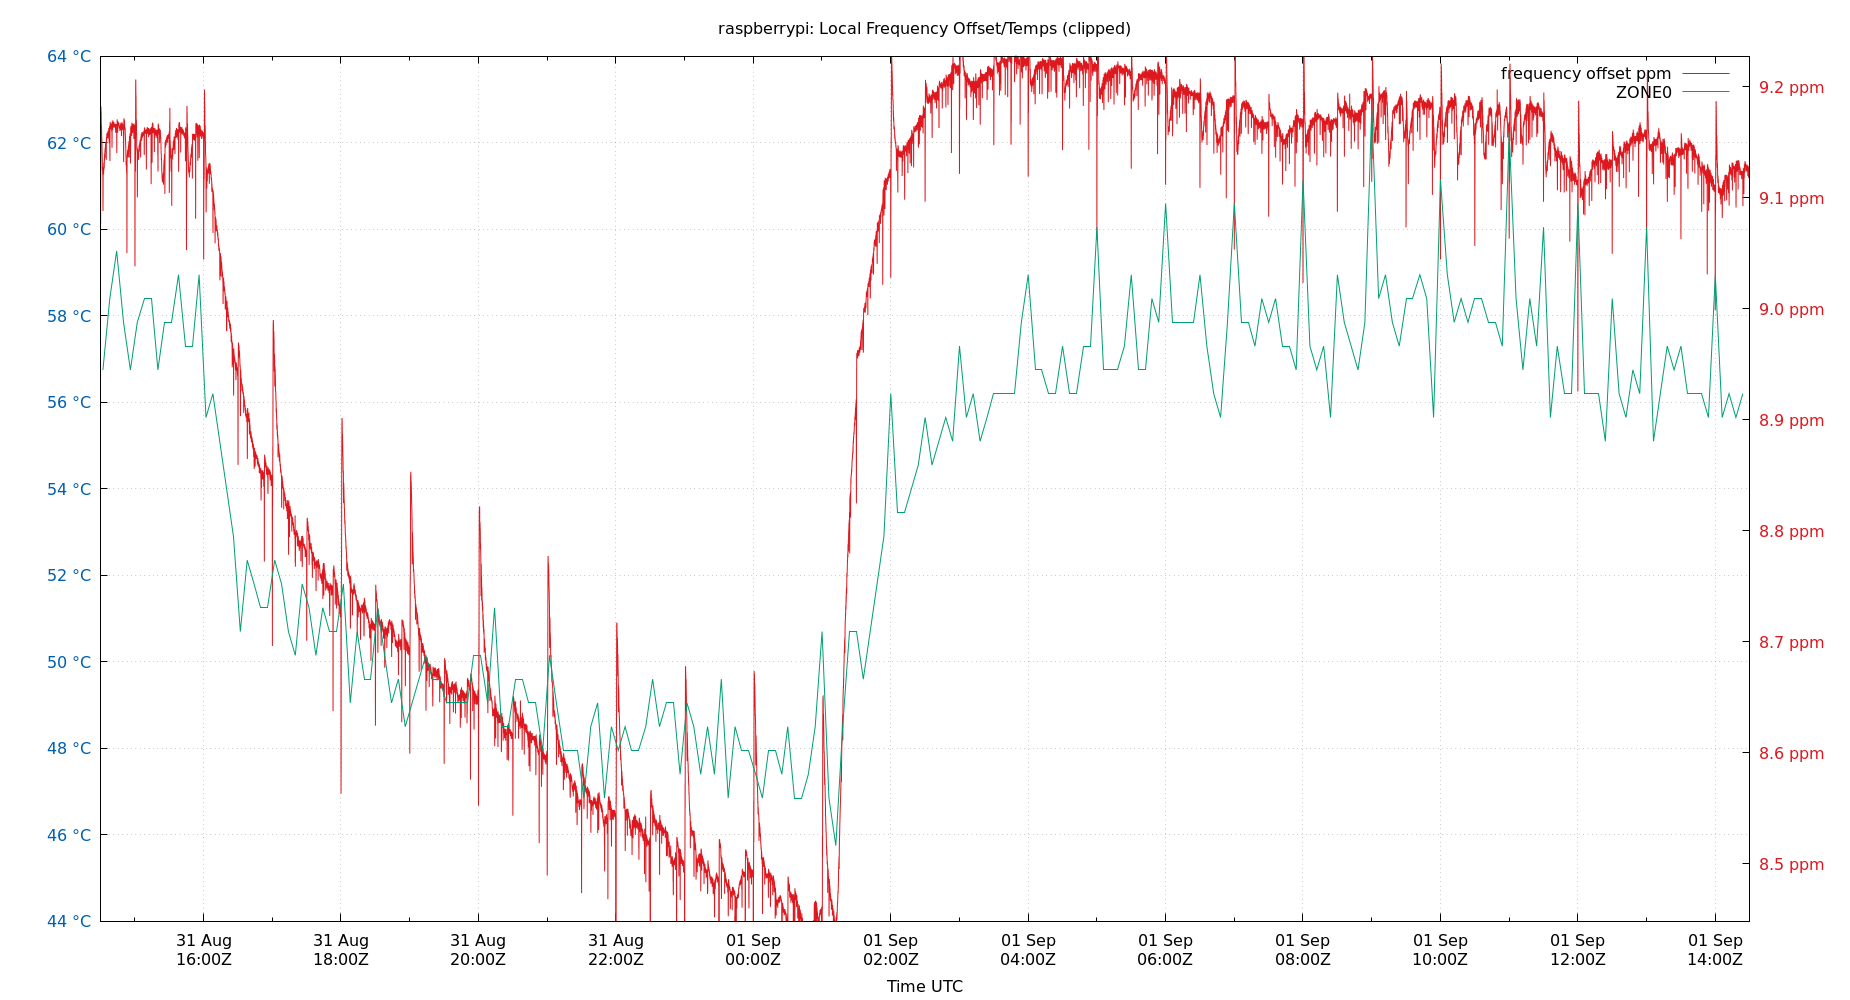 raspberrypi: Local Frequency Offset/Temps (clipped)
64 °C
62 °C
60 °C
58 °C
56 °C
54 °C
52 °C
50 °C
48 °C
46 °C
44 °C
frequency offset ppm
ZONE0
9.2 ppm
9.1 ppm
9.0 ppm
8.9 ppm
8.8 ppm
8.7 ppm
8.6 ppm
8.5 ppm
31 Aug
16:00Z
31 Aug
18:00Z
31 Aug
20:00Z
31 Aug
22:00Z
01 Sep
00:00Z
01 Sep
02:00Z
01 Sep
04:00Z
01 Sep
06:00Z
01 Sep
08:00Z
01 Sep
10:00Z
01 Sep
12:00Z
01 Sep
14:00Z
Time UTC